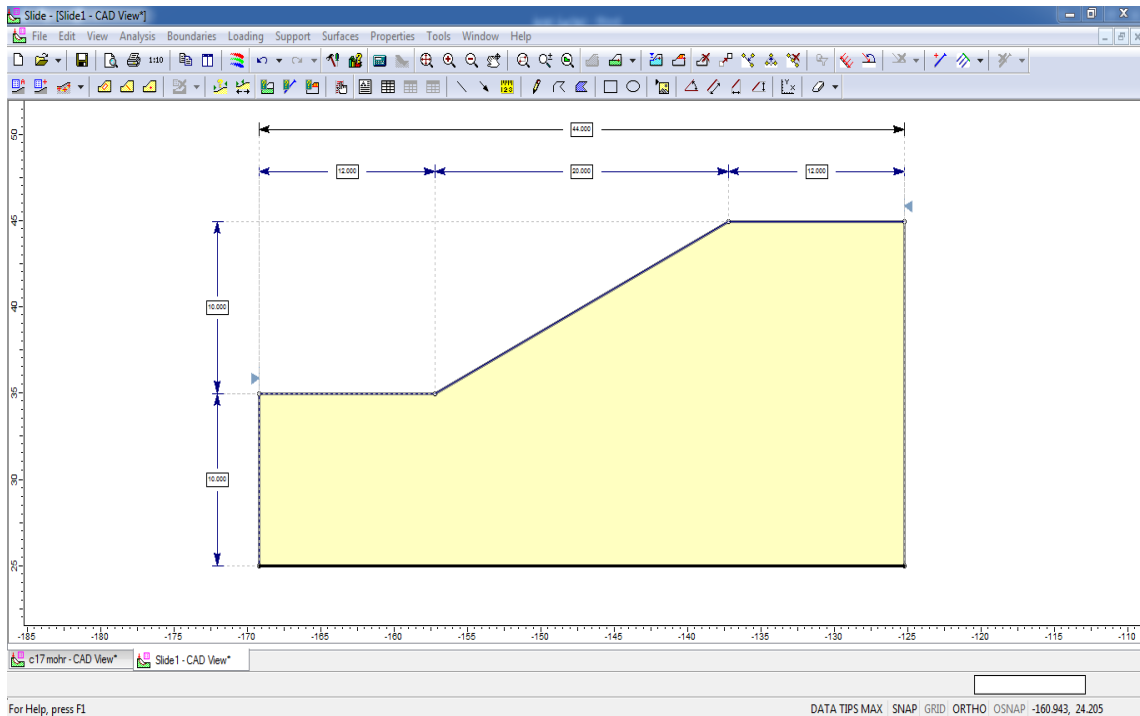 Slide - [Slide1 - CAD View*]
File Edit View Analysis Boundaries Loading Support Surfaces Properties Tools Window Help
1:10
44.000
12.000 20.000 12.000
50
45
40
35
30
25
10.000
10.000
-185 -180 -175 -170 -165 -160 -155 -150 -145 -140 -135 -130 -125 -120 -115 -110
c17 mohr - CAD View* Slide1 - CAD View*
For Help, press F1 DATA TIPS MAX SNAP GRID ORTHO OSNAP -160.943, 24.205